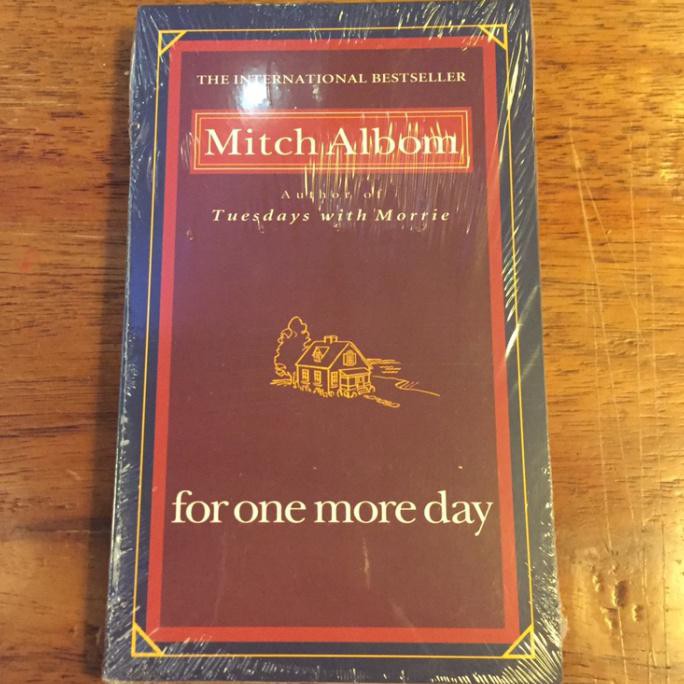 THE INTERNATIONAL BESTSELLER
Mitch Albom
Author of
Tuesdays with Morrie
for one more day